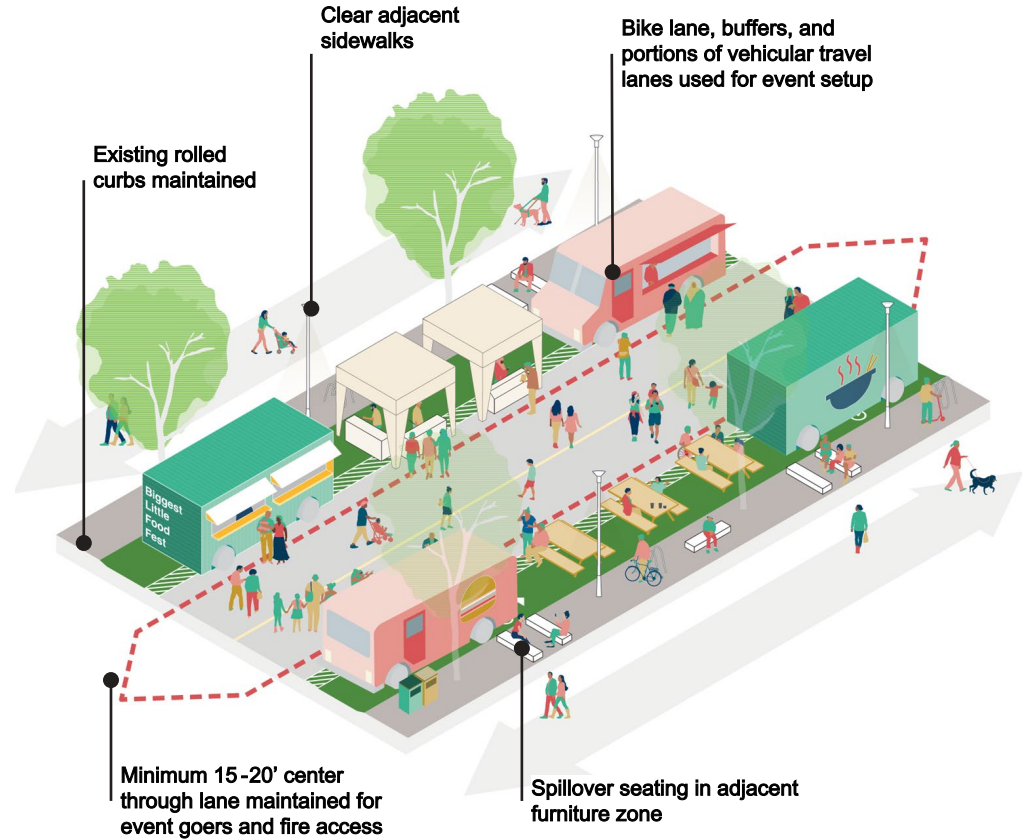 Clear adjacent
sidewalks
Bike lane, buffers, and
portions of vehicular travel
lanes used for event setup
Existing rolled
curbs maintained
Biggest
Little
Food
Fest
Minimum 15-20' center
through lane maintained for
event goers and fire access
Spillover seating in adjacent
furniture zone